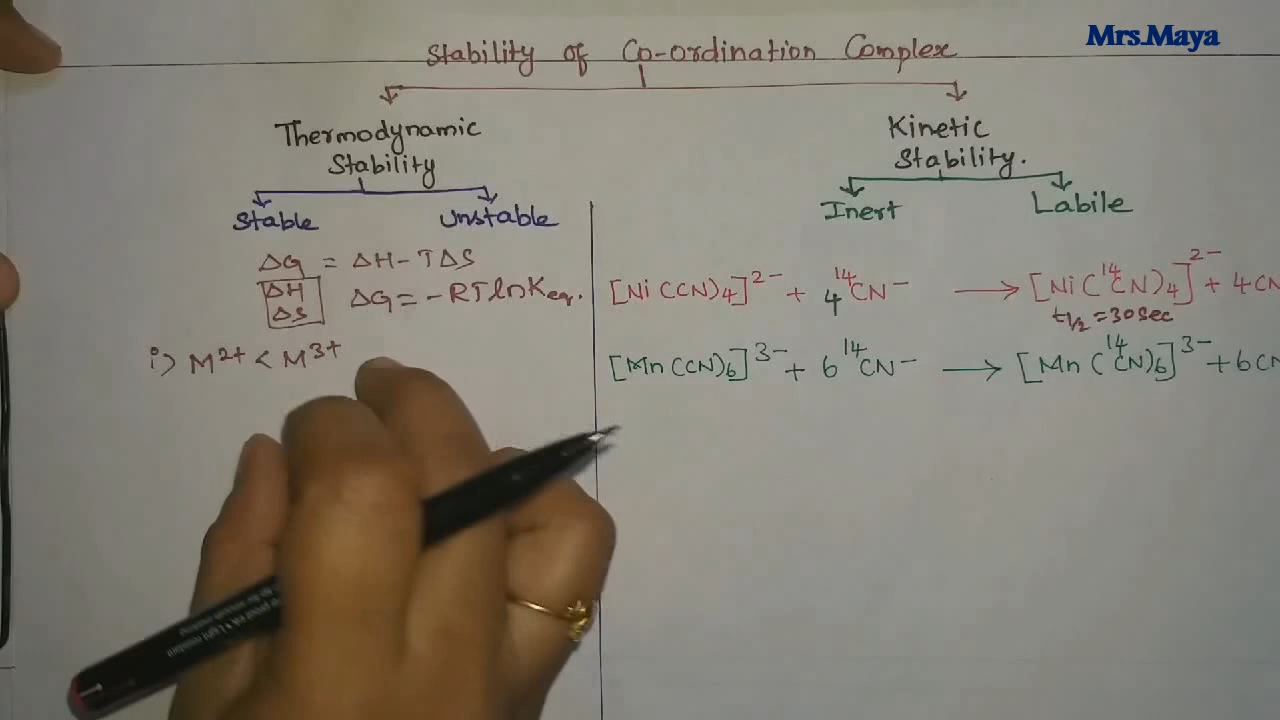 Mrs.Maya
Stability of Co-ordination Complex
Thermodynamic
Stability
Stable
Unstable
ΔG = ΔH-TΔS
ΔH
ΔS
ΔG = -RT lnKeq.
i) M²⁺ < M³⁺
Kinetic
Stability.
Inert
Labile
[Ni(CN)₄]²⁻ + 4 ¹⁴CN⁻ → [Ni(¹⁴CN)₄]²⁻ + 4CN
t½ = 30sec
[Mn(CN)₆]³⁻ + 6 ¹⁴CN⁻ → [Mn(¹⁴CN)₆]³⁻ + 6CN